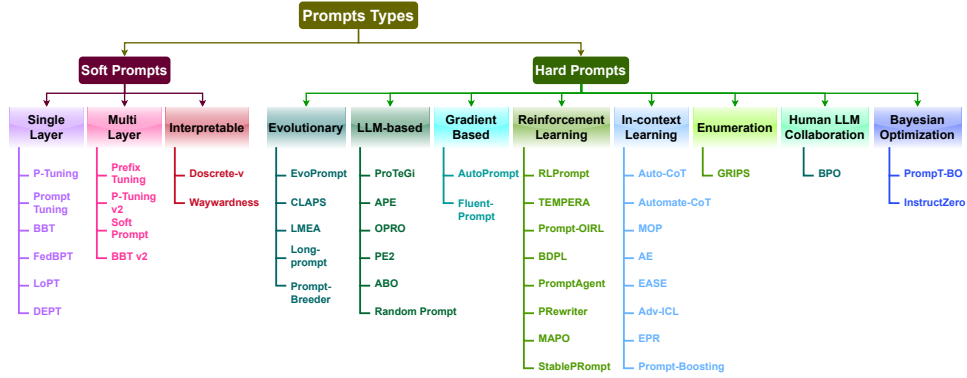 Prompts Types
Soft Prompts
Hard Prompts
Single
Layer
Multi
Layer
Interpretable
Evolutionary
LLM-based
Gradient
Based
Reinforcement
Learning
In-context
Learning
Enumeration
Human LLM
Collaboration
Bayesian
Optimization
P-Tuning
Prompt
Tuning
BBT
FedBPT
LoPT
DEPT
Prefix
Tuning
P-Tuning
v2
Soft
Prompt
BBT v2
Doscrete-v
Waywardness
EvoPrompt
CLAPS
LMEA
Long-
prompt
Prompt-
Breeder
ProTeGi
APE
OPRO
PE2
ABO
Random Prompt
AutoPrompt
Fluent-
Prompt
RLPrompt
TEMPERA
Prompt-OIRL
BDPL
PromptAgent
PRewriter
MAPO
StablePRompt
Auto-CoT
Automate-CoT
MOP
AE
EASE
Adv-ICL
EPR
Prompt-Boosting
GRIPS
BPO
PrompT-BO
InstructZero